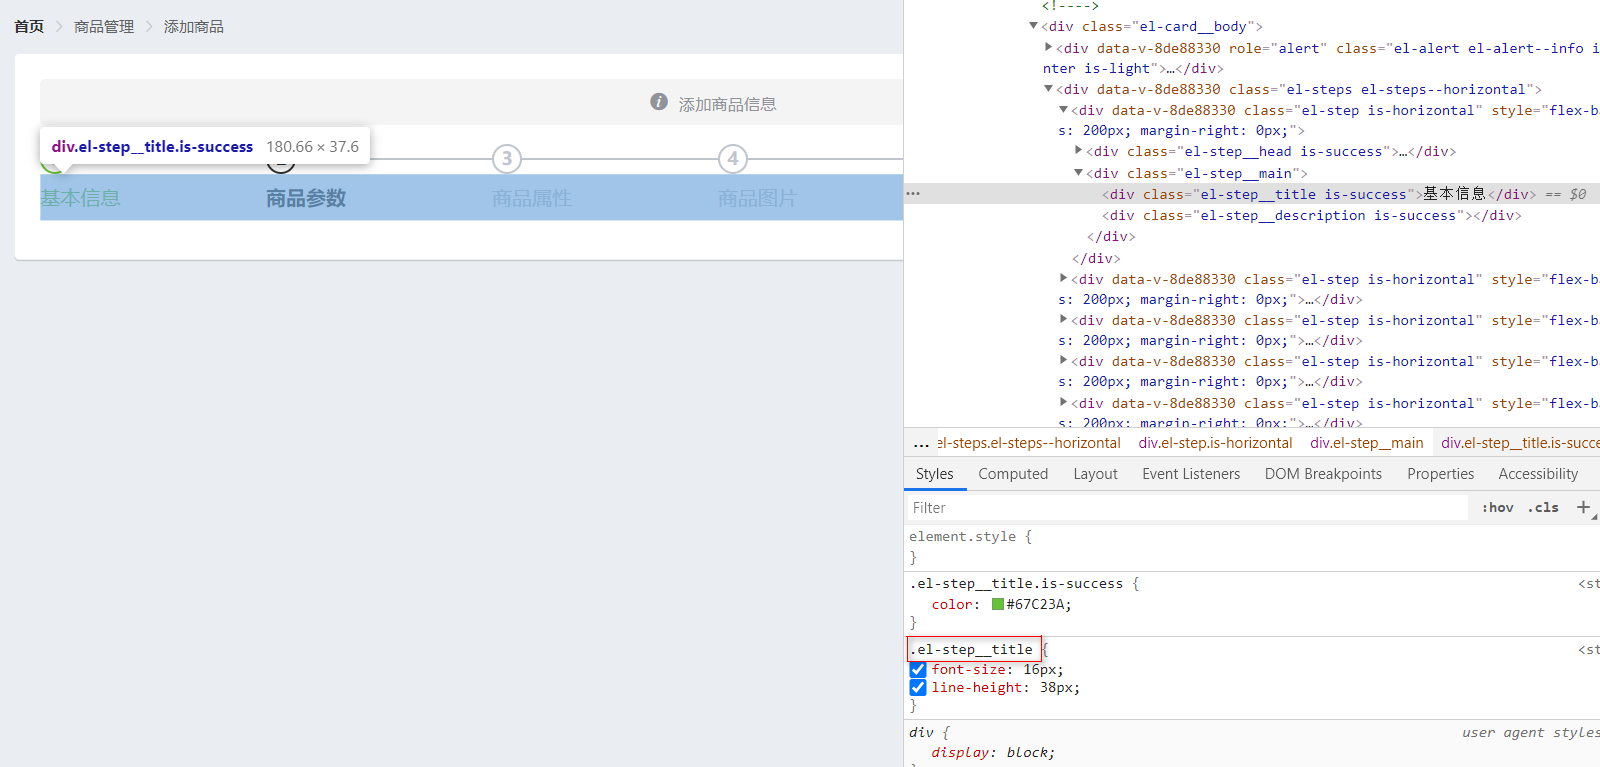 首页 > 商品管理 > 添加商品
添加商品信息
div.el-step__title.is-success 180.66 × 37.6
3
4
基本信息
商品参数
商品属性
商品图片
<!---->
▼<div class="el-card__body">
▶<div data-v-8de88330 role="alert" class="el-alert el-alert--info i
nter is-light">…</div>
▼<div data-v-8de88330 class="el-steps el-steps--horizontal">
▼<div data-v-8de88330 class="el-step is-horizontal" style="flex-ba
s: 200px; margin-right: 0px;">
▶<div class="el-step__head is-success">…</div>
▼<div class="el-step__main">
<div class="el-step__title is-success">基本信息</div> == $0
<div class="el-step__description is-success"></div>
</div>
</div>
▶<div data-v-8de88330 class="el-step is-horizontal" style="flex-ba
s: 200px; margin-right: 0px;">…</div>
▶<div data-v-8de88330 class="el-step is-horizontal" style="flex-ba
s: 200px; margin-right: 0px;">…</div>
▶<div data-v-8de88330 class="el-step is-horizontal" style="flex-ba
s: 200px; margin-right: 0px;">…</div>
▶<div data-v-8de88330 class="el-step is-horizontal" style="flex-ba
s: 200px; margin-right: 0px;">…</div>
... el-steps.el-steps--horizontal div.el-step.is-horizontal div.el-step__main div.el-step__title.is-succe
Styles Computed Layout Event Listeners DOM Breakpoints Properties Accessibility
Filter :hov .cls +
element.style {
}
.el-step__title.is-success { <st
color: #67C23A;
}
.el-step__title { <st
font-size: 16px;
line-height: 38px;
}
div { user agent styles
display: block;